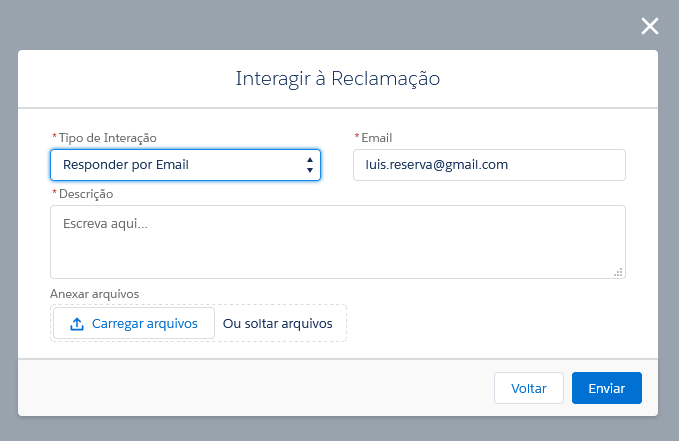 Interagir à Reclamação
*Tipo de Interação
*Email
Responder por Email
luis.reserva@gmail.com
*Descrição
Escreva aqui...
Anexar arquivos
Carregar arquivos Ou soltar arquivos
Voltar
Enviar